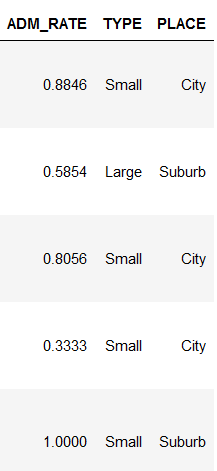 ADM_RATE TYPE PLACE
0.8846 Small City
0.5854 Large Suburb
0.8056 Small City
0.3333 Small City
1.0000 Small Suburb